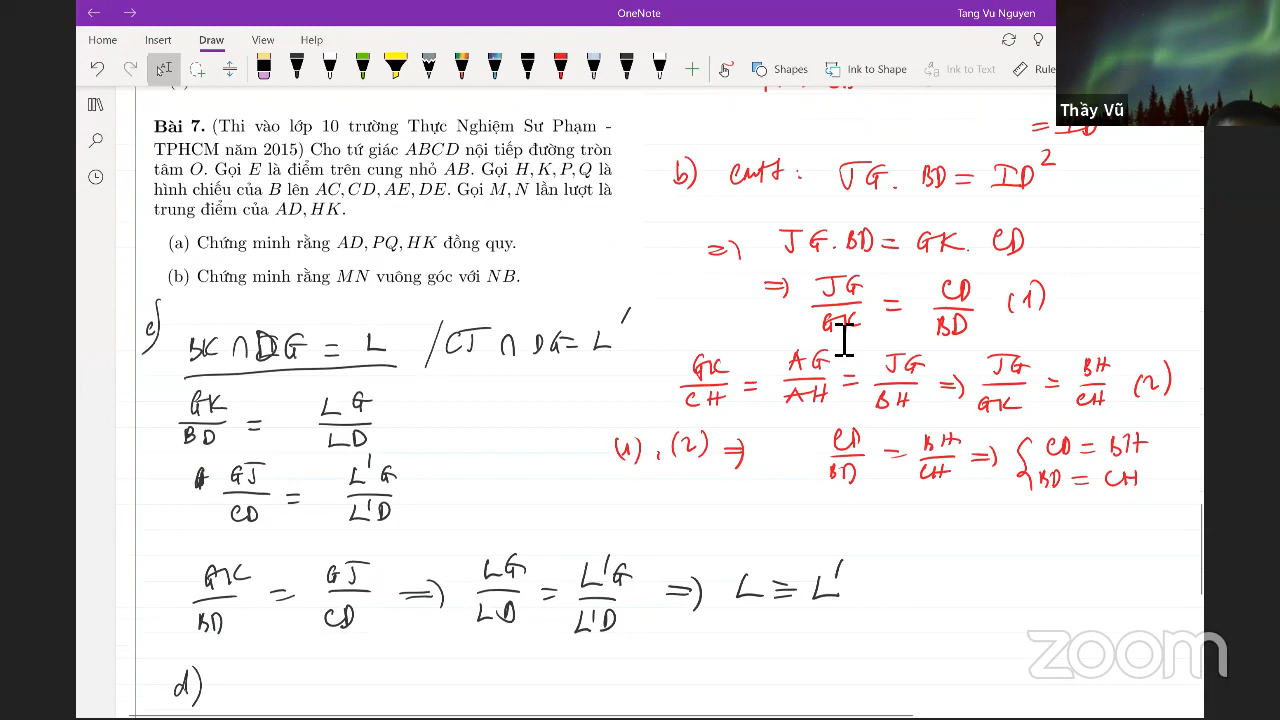 OneNote
Tang Vu Nguyen
Home Insert Draw View Help
Shapes Ink to Shape Ink to Text Rule
Thầy Vũ
Bài 7. (Thi vào lớp 10 trường Thực Nghiệm Sư Phạm -
TPHCM năm 2015) Cho tứ giác ABCD nội tiếp đường tròn
tâm O. Gọi E là điểm trên cung nhỏ AB. Gọi H, K, P, Q là
hình chiếu của B lên AC, CD, AE, DE. Gọi M, N lần lượt là
trung điểm của AD, HK.
(a) Chứng minh rằng AD, PQ, HK đồng quy.
(b) Chứng minh rằng MN vuông góc với NB.
c) BK ∩ DG = L / CJ ∩ DG = L'
GK/BD = LG/LD
GJ/CD = L'G/L'D
GK/BD = GJ/CD => LG/LD = L'G/L'D => L ≡ L'
d)
= ID
b) cmtt: JG. BD = ID²
=> JG.BD = GK. CD
=> JG/GK = CD/BD (1)
GK/CH = AG/AH = JG/BH => JG/GK = BH/CH (2)
(1), (2) => CD/BD = BH/CH => { CD = BH
BD = CH
zoom